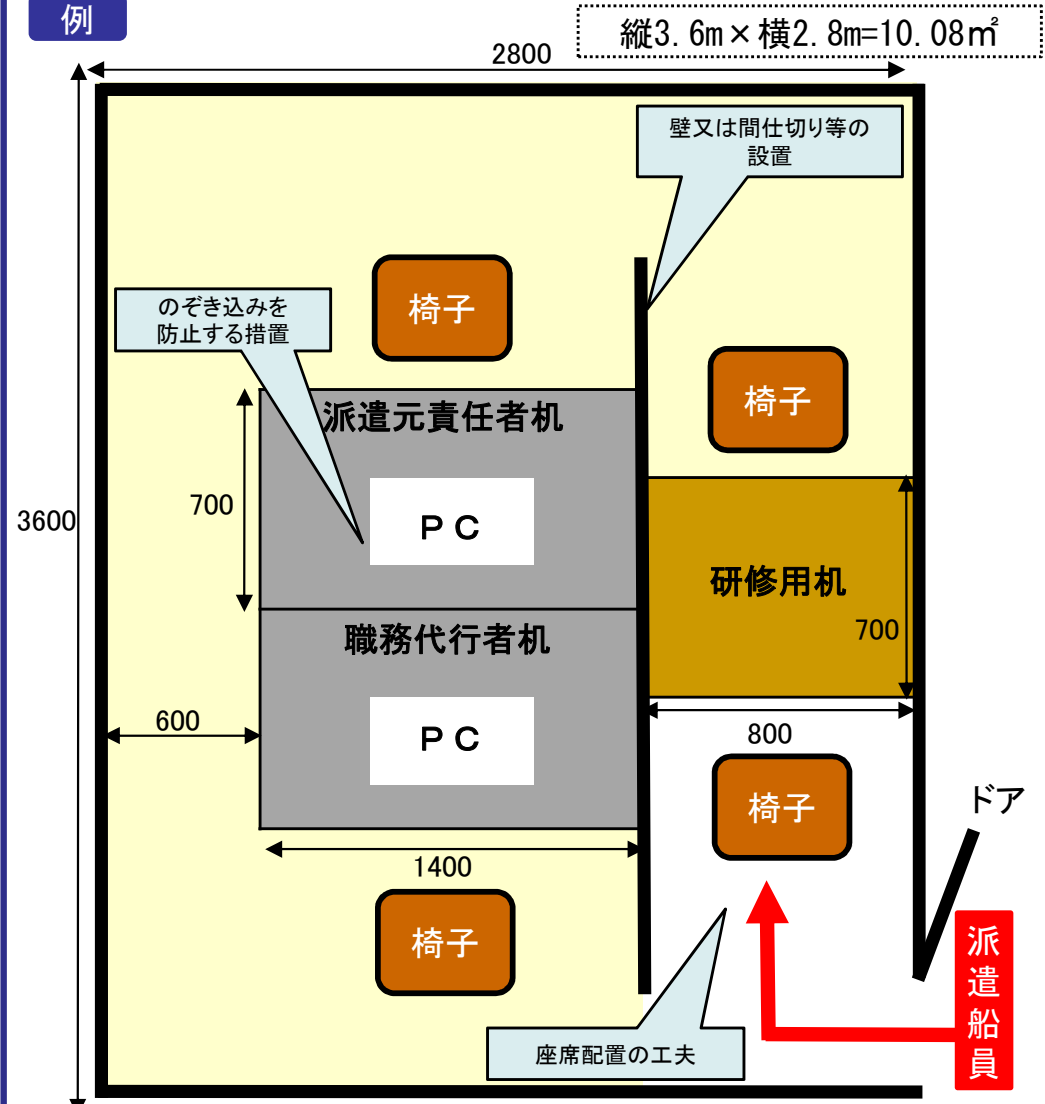 例
縦3.6m×横2.8m=10.08㎡
2800
壁又は間仕切り等の
設置
のぞき込みを
防止する措置
椅子
椅子
派遣元責任者机
700
ＰＣ
3600
研修用机
700
職務代行者机
600
ＰＣ
800
椅子
ドア
1400
椅子
派遣船員
座席配置の工夫